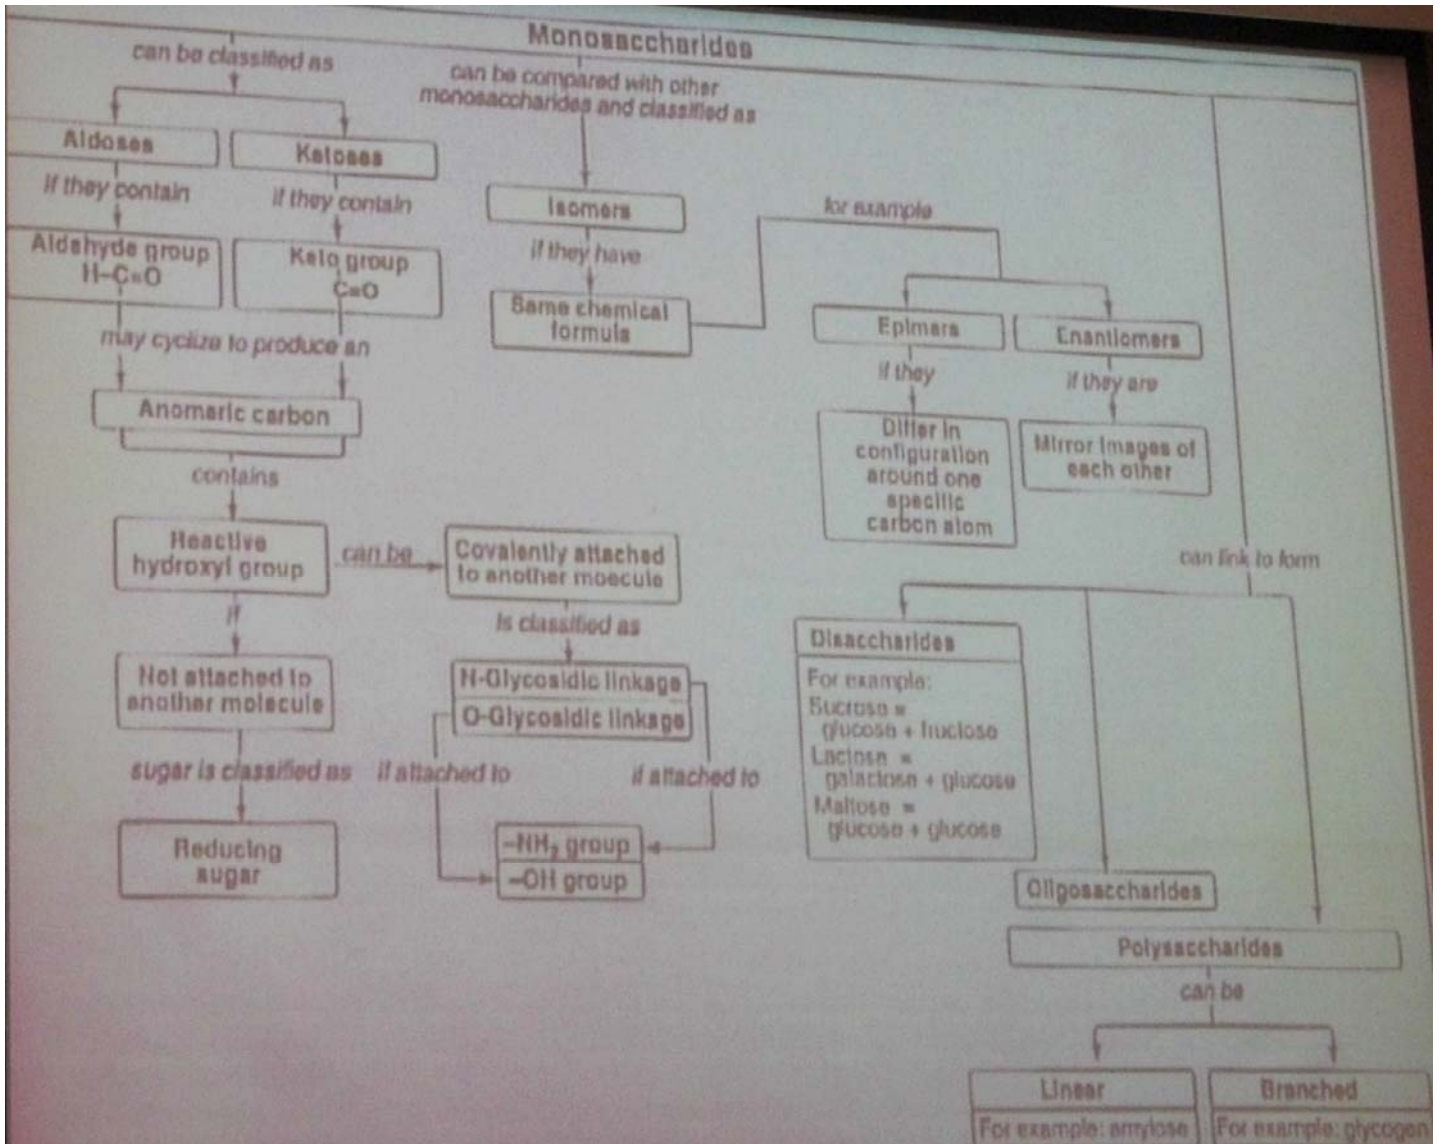 Monosaccharides
can be classified as
Aldoses
Ketoses
if they contain
if they contain
Aldehyde group
H–C=O
Keto group
C=O
may cyclize to produce an
Anomeric carbon
contains
Reactive
hydroxyl group
if
Not attached to
another molecule
sugar is classified as
Reducing
sugar
can be
Covalently attached
to another moecule
is classified as
N-Glycosidic linkage
O-Glycosidic linkage
if attached to
if attached to
–NH₂ group
–OH group
can be compared with other
monosaccharides and classified as
Isomers
if they have
Same chemical
formula
for example
Epimers
Enantiomers
if they
if they are
Differ in
configuration
around one
specific
carbon atom
Mirror images of
each other
can link to form
Disaccharides
For example:
Sucrose =
glucose + fructose
Lactose =
galactose + glucose
Maltose =
glucose + glucose
Oligosaccharides
Polysaccharides
can be
Linear
For example: amylose
Branched
For example: glycogen